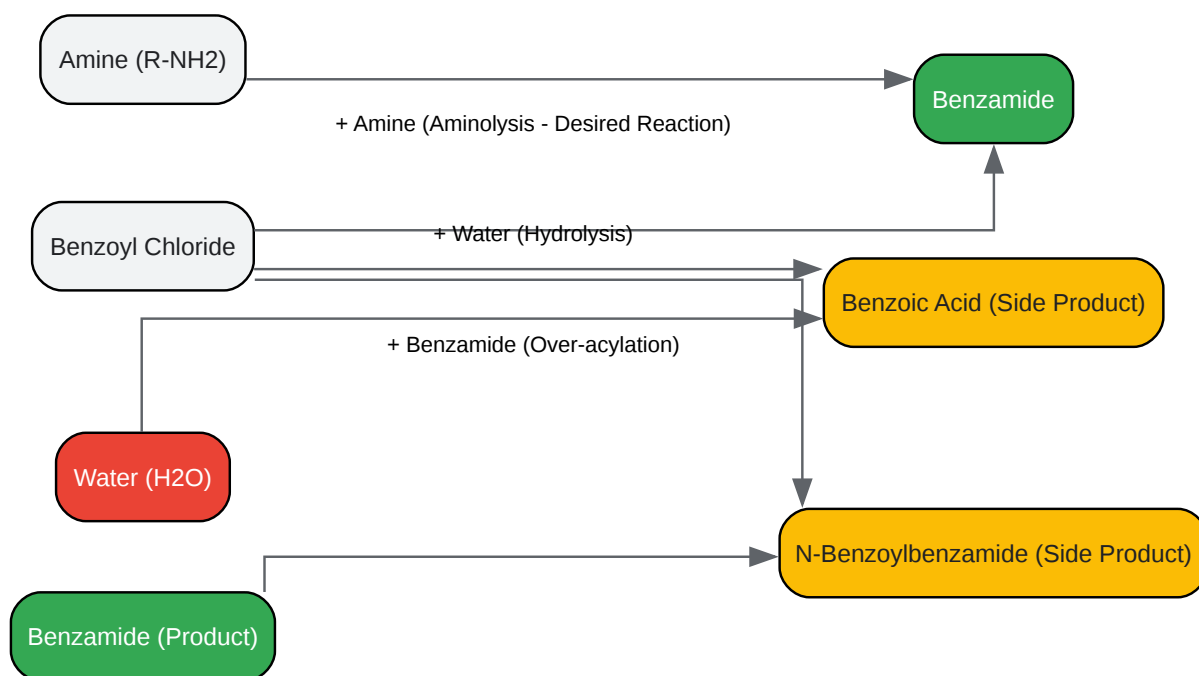 Amine (R-NH2)
Benzamide
+ Amine (Aminolysis - Desired Reaction)
Benzoyl Chloride
+ Water (Hydrolysis)
Benzoic Acid (Side Product)
+ Benzamide (Over-acylation)
Water (H2O)
N-Benzoylbenzamide (Side Product)
Benzamide (Product)